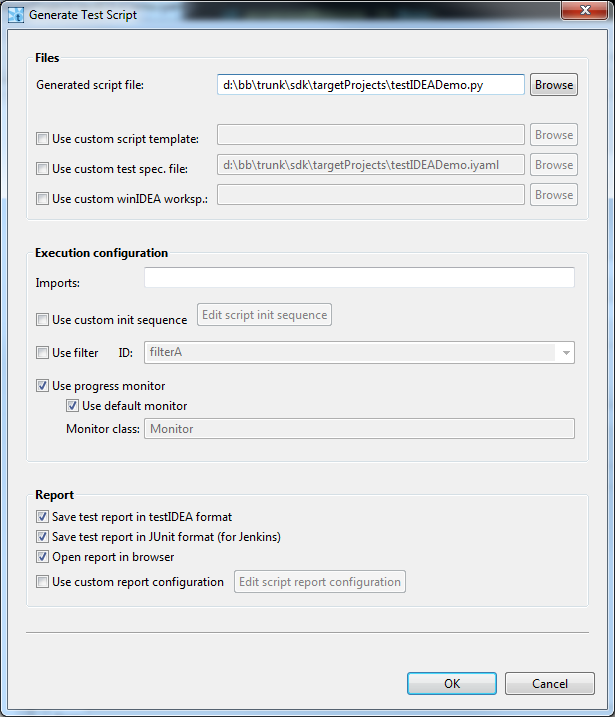 Generate Test Script
Files
Generated script file: d:\bb\trunk\sdk\targetProjects\testIDEADemo.py Browse
Use custom script template: Browse
Use custom test spec. file: d:\bb\trunk\sdk\targetProjects\testIDEADemo.iyaml Browse
Use custom winIDEA worksp.: Browse
Execution configuration
Imports:
Use custom init sequence Edit script init sequence
Use filter ID: filterA
Use progress monitor
Use default monitor
Monitor class: Monitor
Report
Save test report in testIDEA format
Save test report in JUnit format (for Jenkins)
Open report in browser
Use custom report configuration Edit script report configuration
OK Cancel